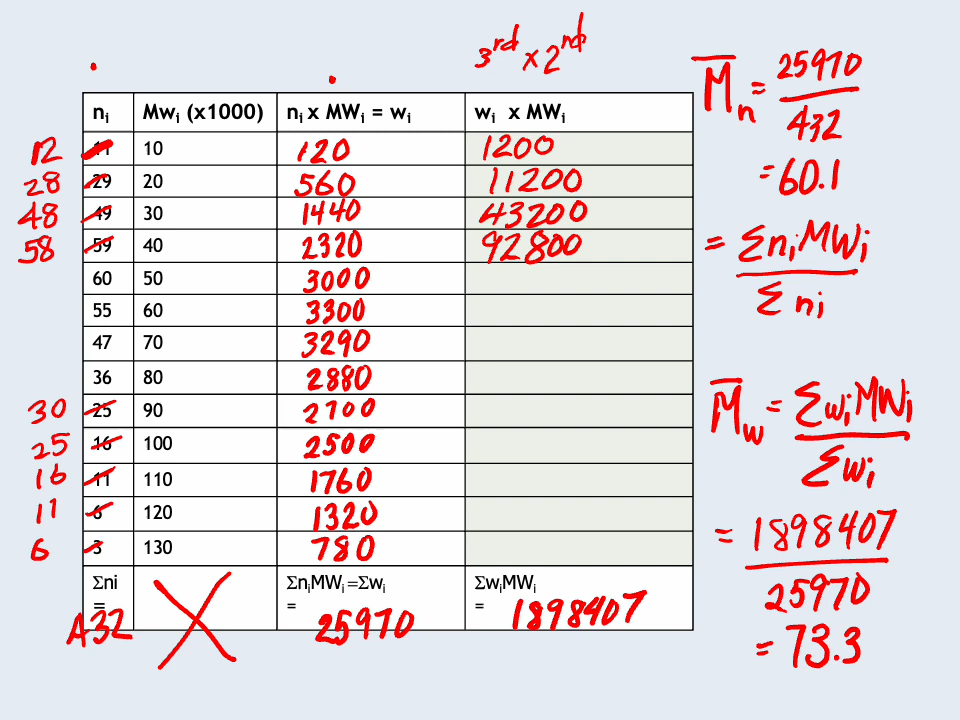 3rd x 2nd
ni Mwi (x1000) ni x MWi = wi wi x MWi
12 11 10 120 1200
28 29 20 560 11200
48 49 30 1440 43200
58 59 40 2320 92800
60 50 3000
55 60 3300
47 70 3290
36 80 2880
30 25 90 2700
25 16 100 2500
16 11 110 1760
11 6 120 1320
6 3 130 780
Σni ΣniMWi=Σwi ΣwiMWi
= = =
432 25970 1898407
M̅n = 25970 / 432
= 60.1
= ΣniMWi / Σni
M̅w = ΣwiMWi / Σwi
= 1898407 / 25970
= 73.3